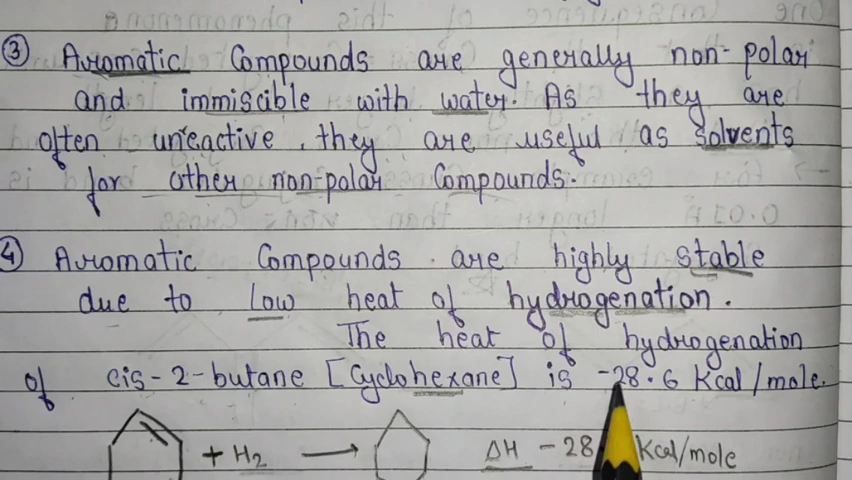 ③ Aromatic Compounds are generally non-polar
and immiscible with water. As they are
often unreactive, they are useful as solvents
for other non-polar Compounds.
④ Aromatic Compounds are highly stable
due to low heat of hydrogenation.
The heat of hydrogenation
of cis-2-butane [Cyclohexane] is -28.6 Kcal/mole.
+ H₂ → ΔH - 28 Kcal/mole